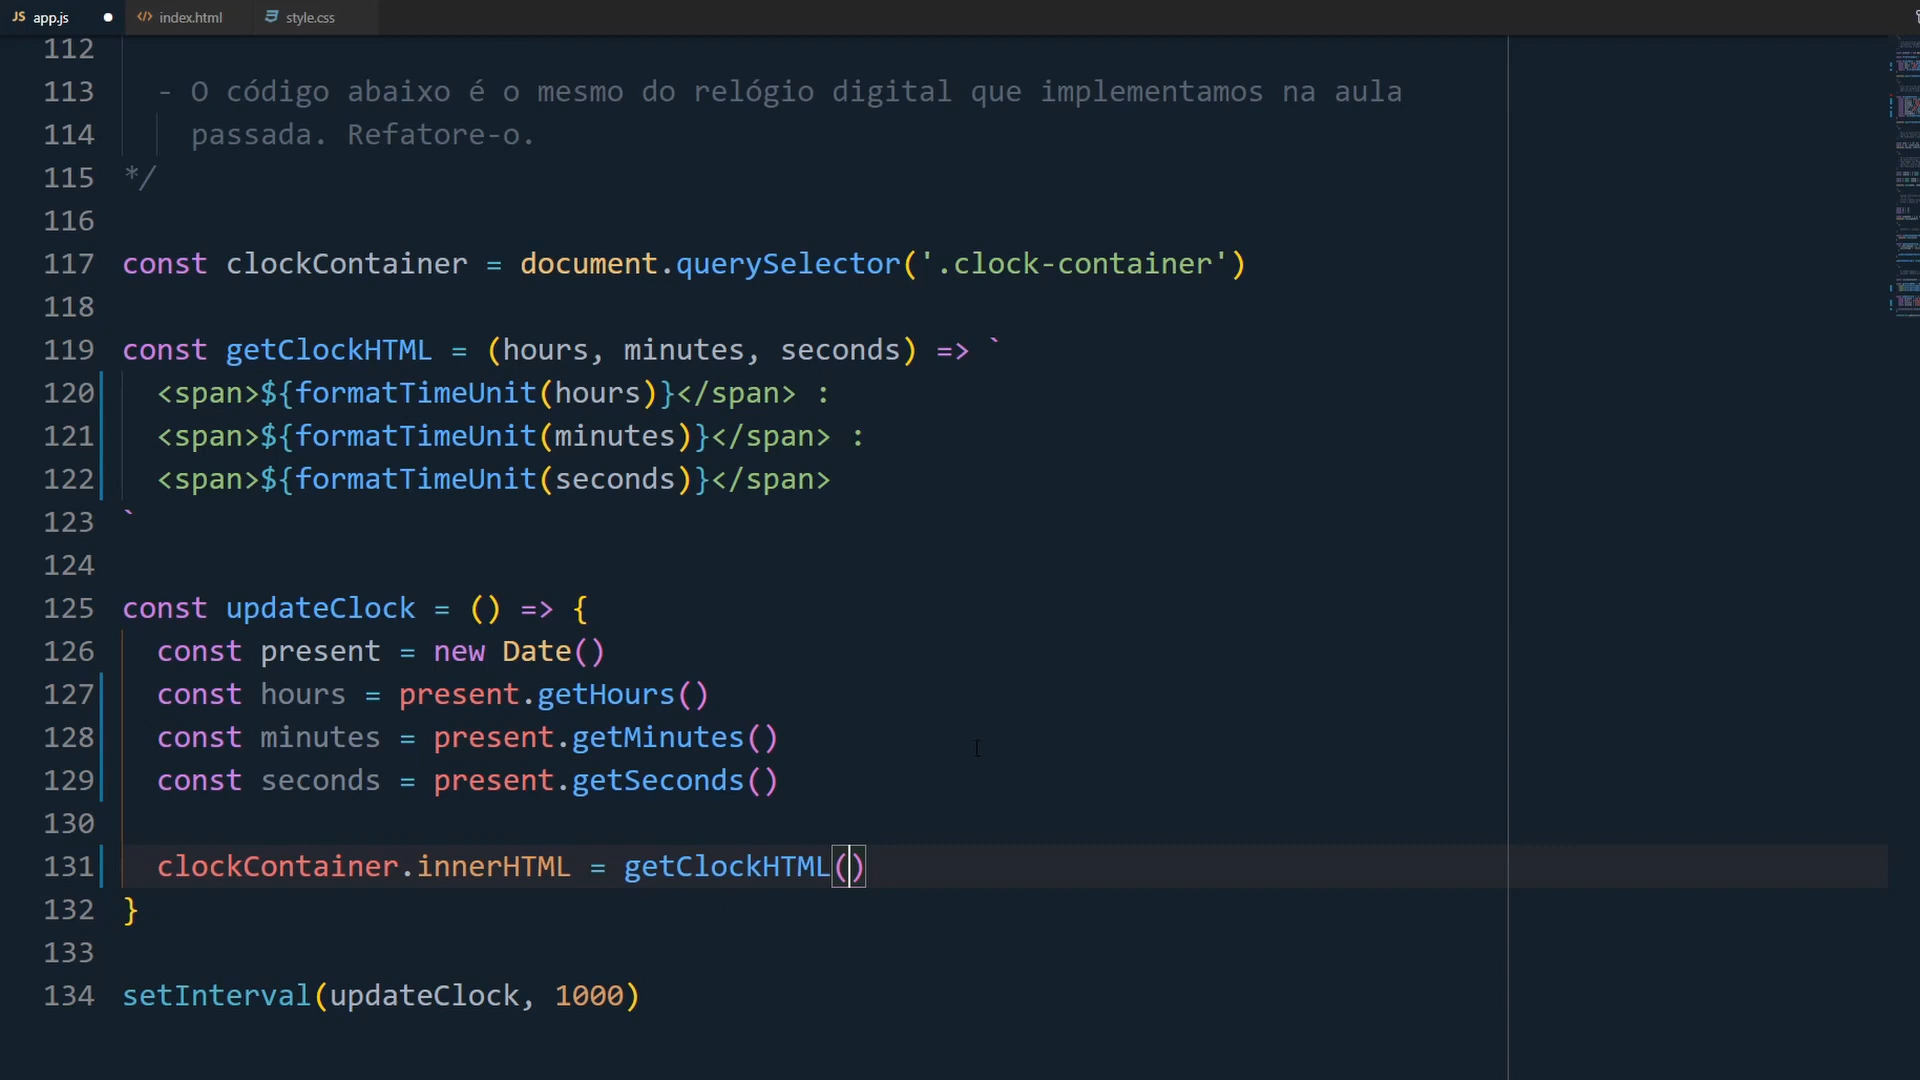 JS app.js
index.html
style.css
112
113 - O código abaixo é o mesmo do relógio digital que implementamos na aula
114 passada. Refatore-o.
115 */
116
117 const clockContainer = document.querySelector('.clock-container')
118
119 const getClockHTML = (hours, minutes, seconds) => `
120 <span>${formatTimeUnit(hours)}</span> :
121 <span>${formatTimeUnit(minutes)}</span> :
122 <span>${formatTimeUnit(seconds)}</span>
123 `
124
125 const updateClock = () => {
126 const present = new Date()
127 const hours = present.getHours()
128 const minutes = present.getMinutes()
129 const seconds = present.getSeconds()
130
131 clockContainer.innerHTML = getClockHTML()
132 }
133
134 setInterval(updateClock, 1000)